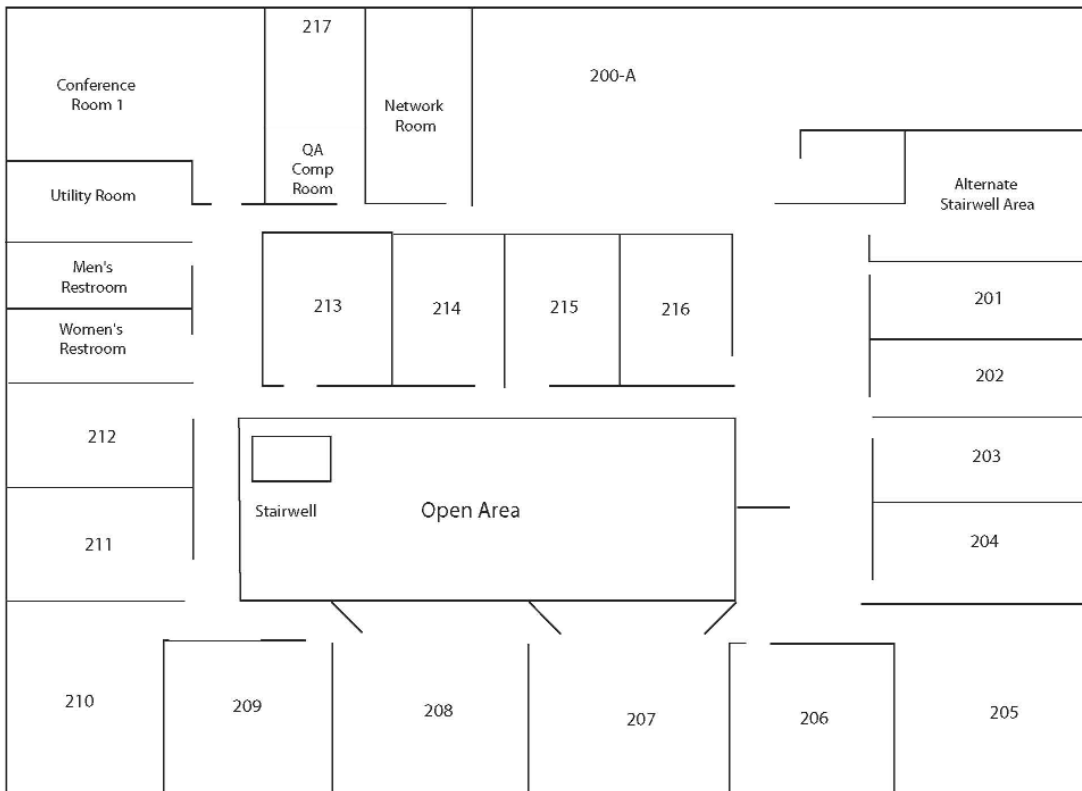 217
200-A
Conference
Room 1
Network
Room
QA
Comp
Room
Utility Room
Alternate
Stairwell Area
Men's
Restroom
Women's
Restroom
213
214
215
216
201
202
212
203
Stairwell
Open Area
211
204
210
209
208
207
206
205